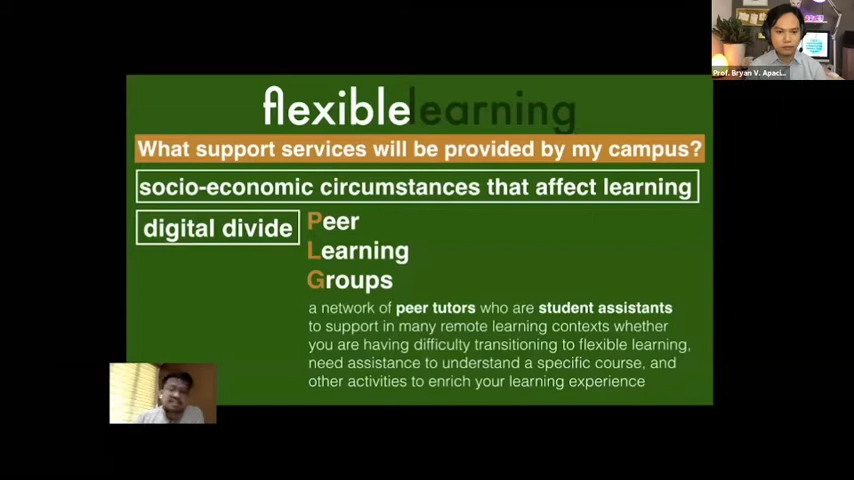 Prof. Bryan V. Apaci...
flexible learning
What support services will be provided by my campus?
socio-economic circumstances that affect learning
digital divide
Peer
Learning
Groups
a network of peer tutors who are student assistants
to support in many remote learning contexts whether
you are having difficulty transitioning to flexible learning,
need assistance to understand a specific course, and
other activities to enrich your learning experience